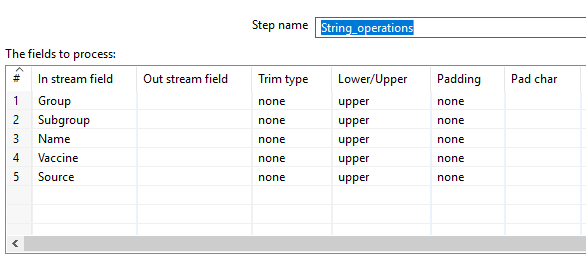 Step name String_operations
The fields to process:
# In stream field Out stream field Trim type Lower/Upper Padding Pad char
1 Group none upper none
2 Subgroup none upper none
3 Name none upper none
4 Vaccine none upper none
5 Source none upper none